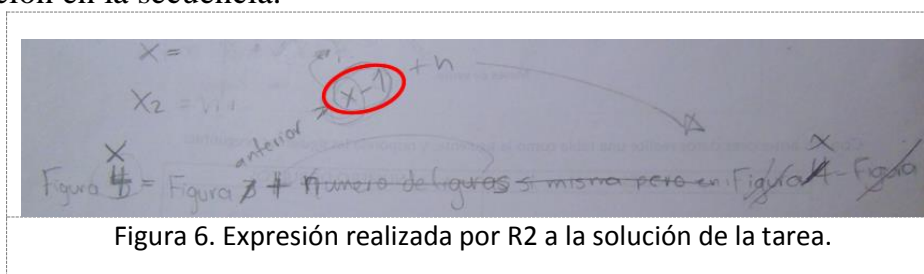 ción en la secuencia.
X =
(x-1) + n
X2 =
anterior
X x
Figura 4 = Figura 3 + numero de figuras si misma pero en Figura 4 - Figura
Figura 6. Expresión realizada por R2 a la solución de la tarea.